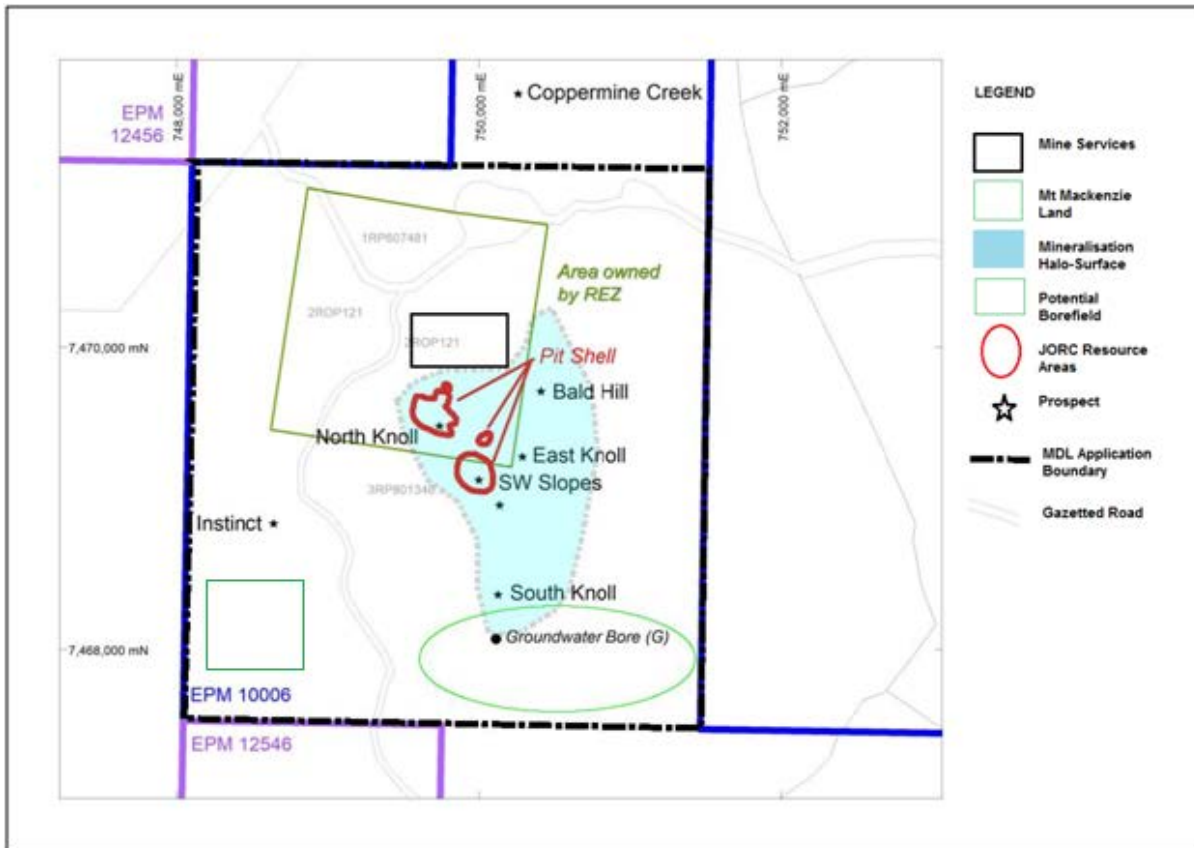 748,000 mE
750,000 mE
752,000 mE
Coppermine Creek
EPM
12456
1RP607481
Area owned
by REZ
2ROP121
2ROP121
7,470,000 mN
Pit Shell
Bald Hill
North Knoll
East Knoll
SW Slopes
3RP801340
Instinct
South Knoll
Groundwater Bore (G)
7,468,000 mN
EPM 10006
EPM 12546
LEGEND
Mine Services
Mt Mackenzie
Land
Mineralisation
Halo-Surface
Potential
Borefield
JORC Resource
Areas
Prospect
MDL Application
Boundary
Gazetted Road